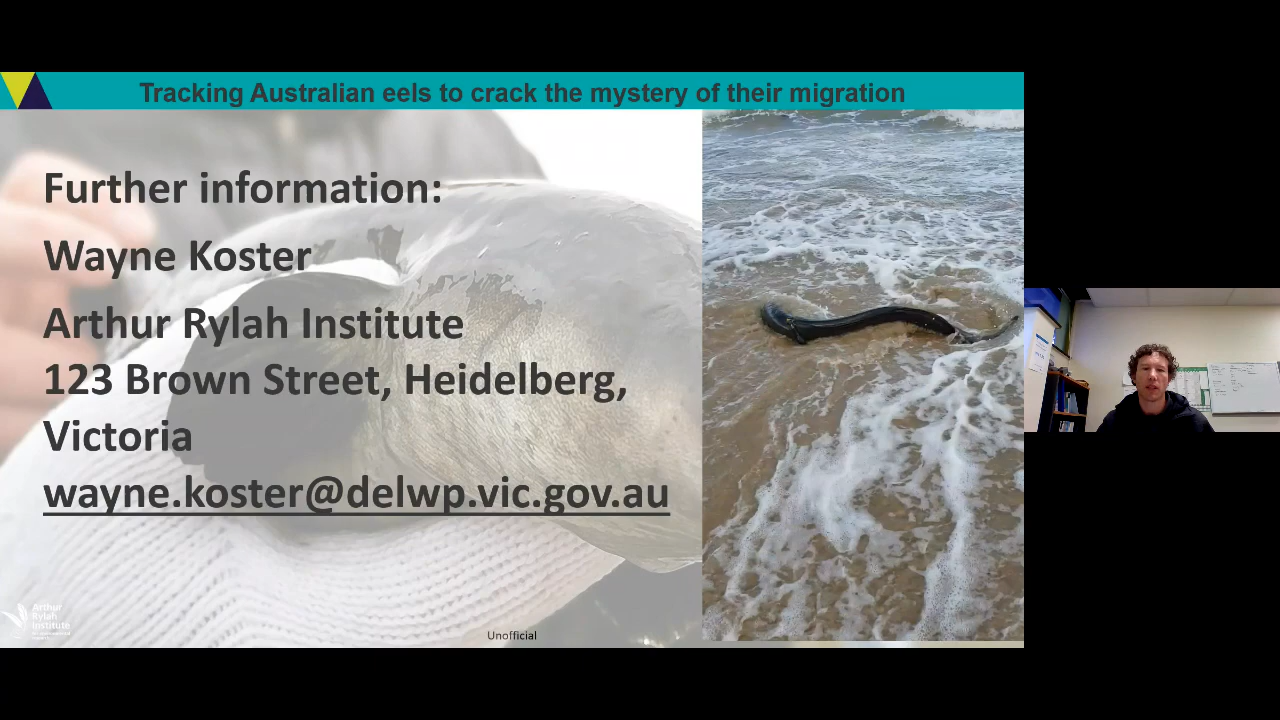 Tracking Australian eels to crack the mystery of their migration
Further information:
Wayne Koster
Arthur Rylah Institute
123 Brown Street, Heidelberg,
Victoria
wayne.koster@delwp.vic.gov.au
Arthur
Rylah
Institute
Unofficial